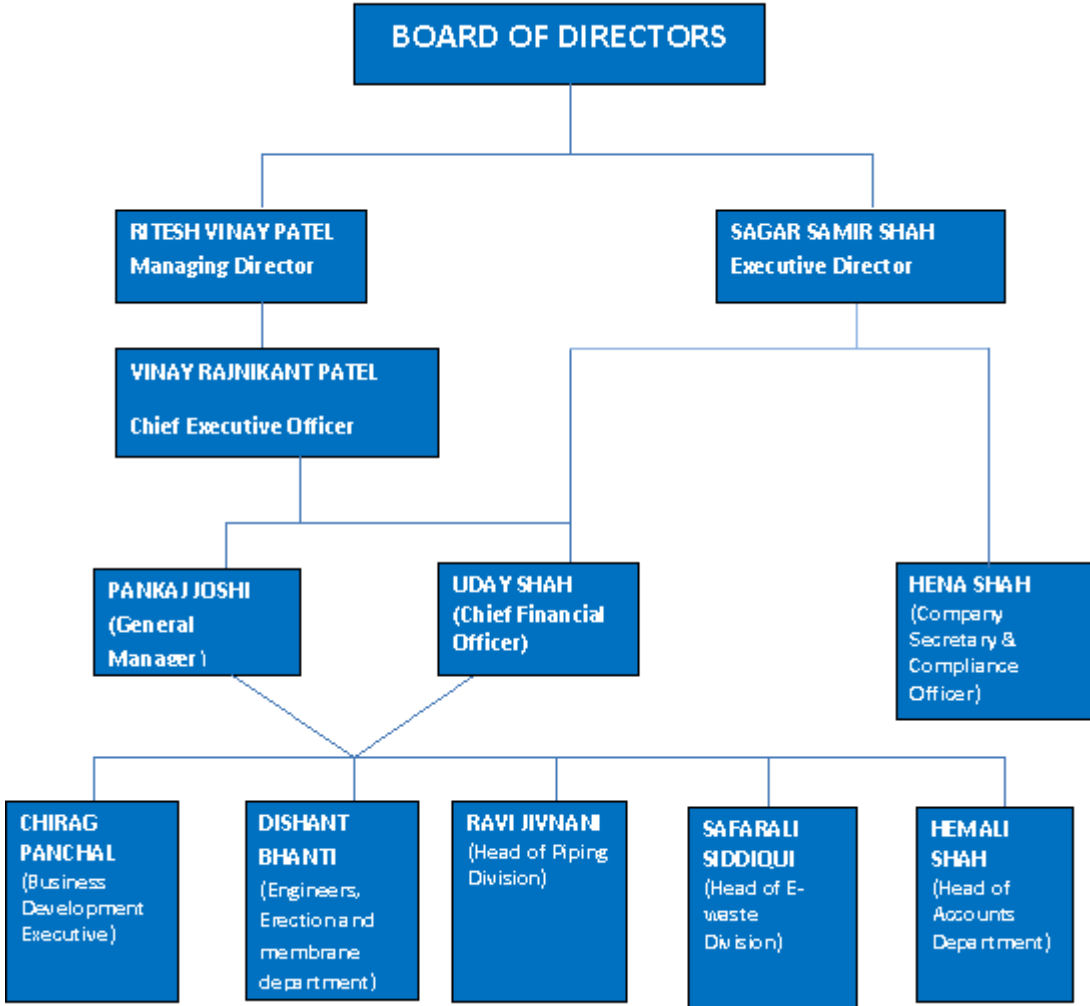 BOARD OF DIRECTORS
RITESH VINAY PATEL
Managing Director
SAGAR SAMIR SHAH
Executive Director
VINAY RAJNIKANT PATEL
Chief Executive Officer
PANKAJ JOSHI
(General
Manager)
UDAY SHAH
(Chief Financial
Officer)
HENA SHAH
(Company
Secretary &
Compliance
Officer)
CHIRAG
PANCHAL
(Business
Development
Executive)
DISHANT
BHANTI
(Engineers,
Erection and
membrane
department)
RAVI JIVNANI
(Head of Piping
Division)
SAFARALI
SIDDIQUI
(Head of E-
waste
Division)
HEMALI
SHAH
(Head of
Accounts
Department)